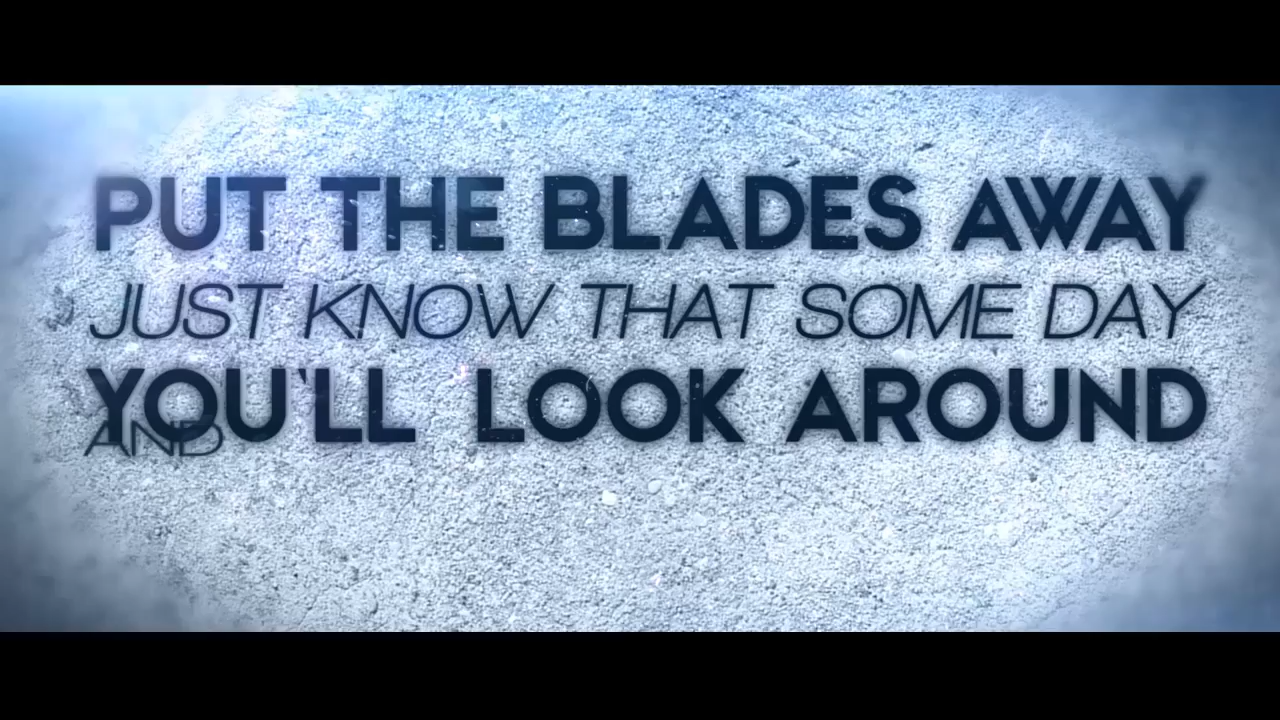 PUT THE BLADES AWAY
JUST KNOW THAT SOME DAY
YOU'LL LOOK AROUND
AND